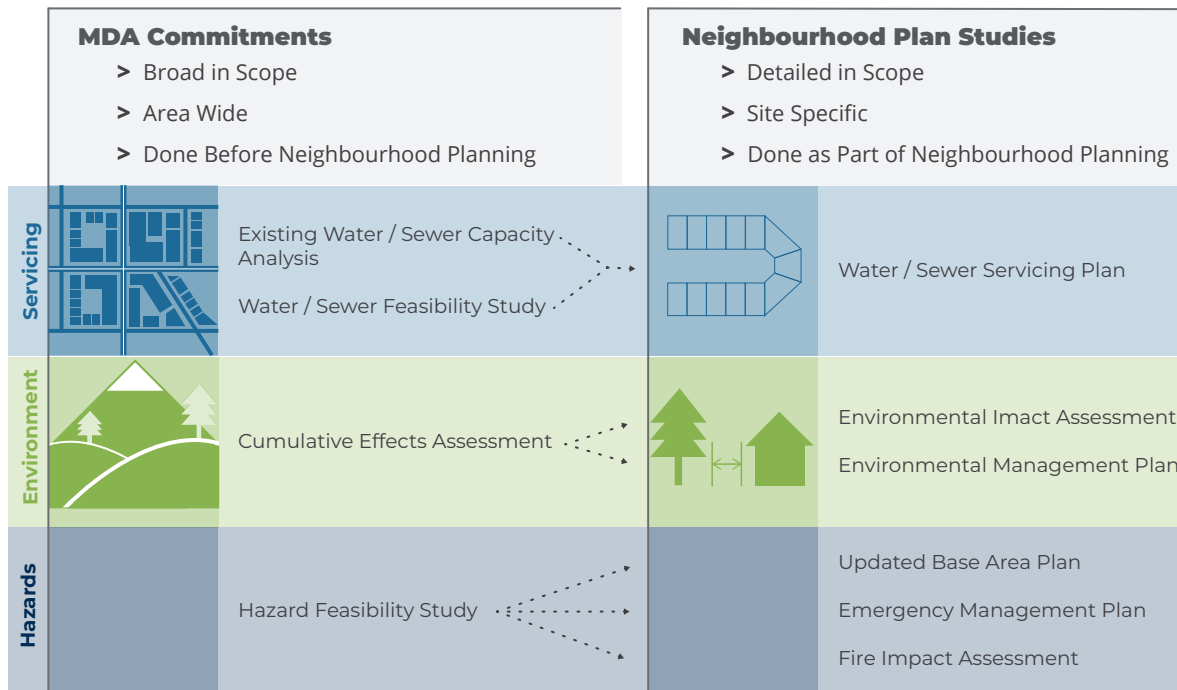 MDA Commitments
> Broad in Scope
> Area Wide
> Done Before Neighbourhood Planning
Neighbourhood Plan Studies
> Detailed in Scope
> Site Specific
> Done as Part of Neighbourhood Planning
Servicing
Existing Water / Sewer Capacity
Analysis
Water / Sewer Feasibility Study
Water / Sewer Servicing Plan
Environment
Cumulative Effects Assessment
Environmental Imact Assessment
Environmental Management Plan
Hazards
Hazard Feasibility Study
Updated Base Area Plan
Emergency Management Plan
Fire Impact Assessment